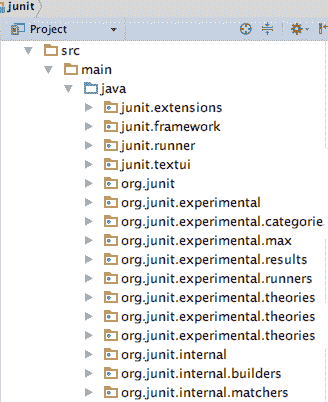 junit
Project
src
main
java
junit.extensions
junit.framework
junit.runner
junit.textui
org.junit
org.junit.experimental
org.junit.experimental.categorie
org.junit.experimental.max
org.junit.experimental.results
org.junit.experimental.runners
org.junit.experimental.theories
org.junit.experimental.theories
org.junit.experimental.theories
org.junit.internal
org.junit.internal.builders
org.junit.internal.matchers